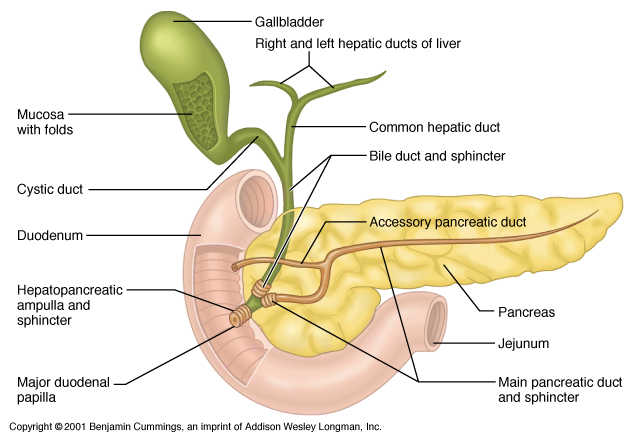 Gallbladder
Right and left hepatic ducts of liver
Mucosa
with folds
Common hepatic duct
Bile duct and sphincter
Cystic duct
Accessory pancreatic duct
Duodenum
Hepatopancreatic
ampulla and
sphincter
Pancreas
Jejunum
Major duodenal
papilla
Main pancreatic duct
and sphincter
Copyright © 2001 Benjamin Cummings, an imprint of Addison Wesley Longman, Inc.